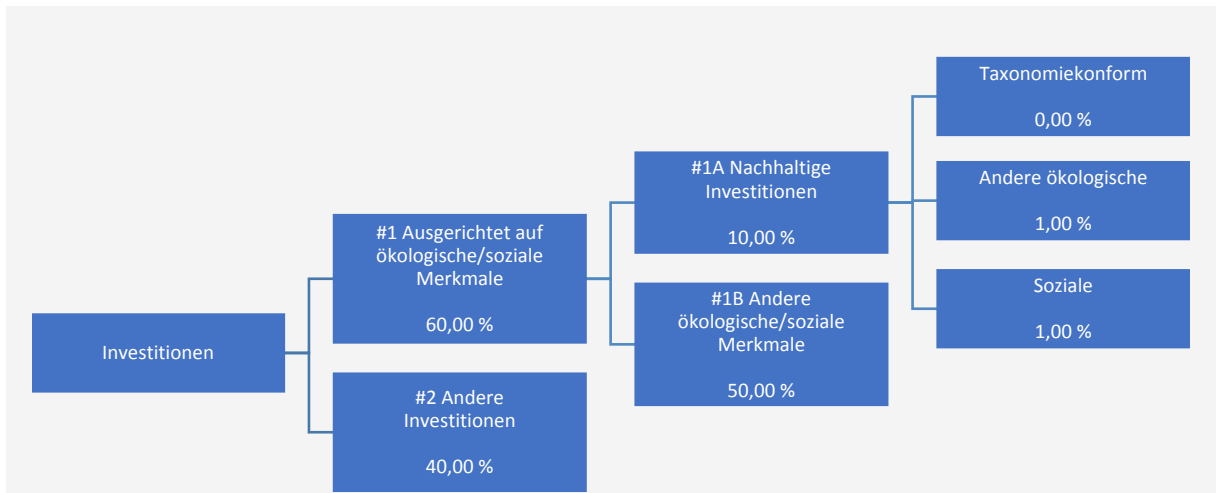 Investitionen
#1 Ausgerichtet auf
ökologische/soziale
Merkmale
60,00 %
#2 Andere
Investitionen
40,00 %
#1A Nachhaltige
Investitionen
10,00 %
#1B Andere
ökologische/soziale
Merkmale
50,00 %
Taxonomiekonform
0,00 %
Andere ökologische
1,00 %
Soziale
1,00 %